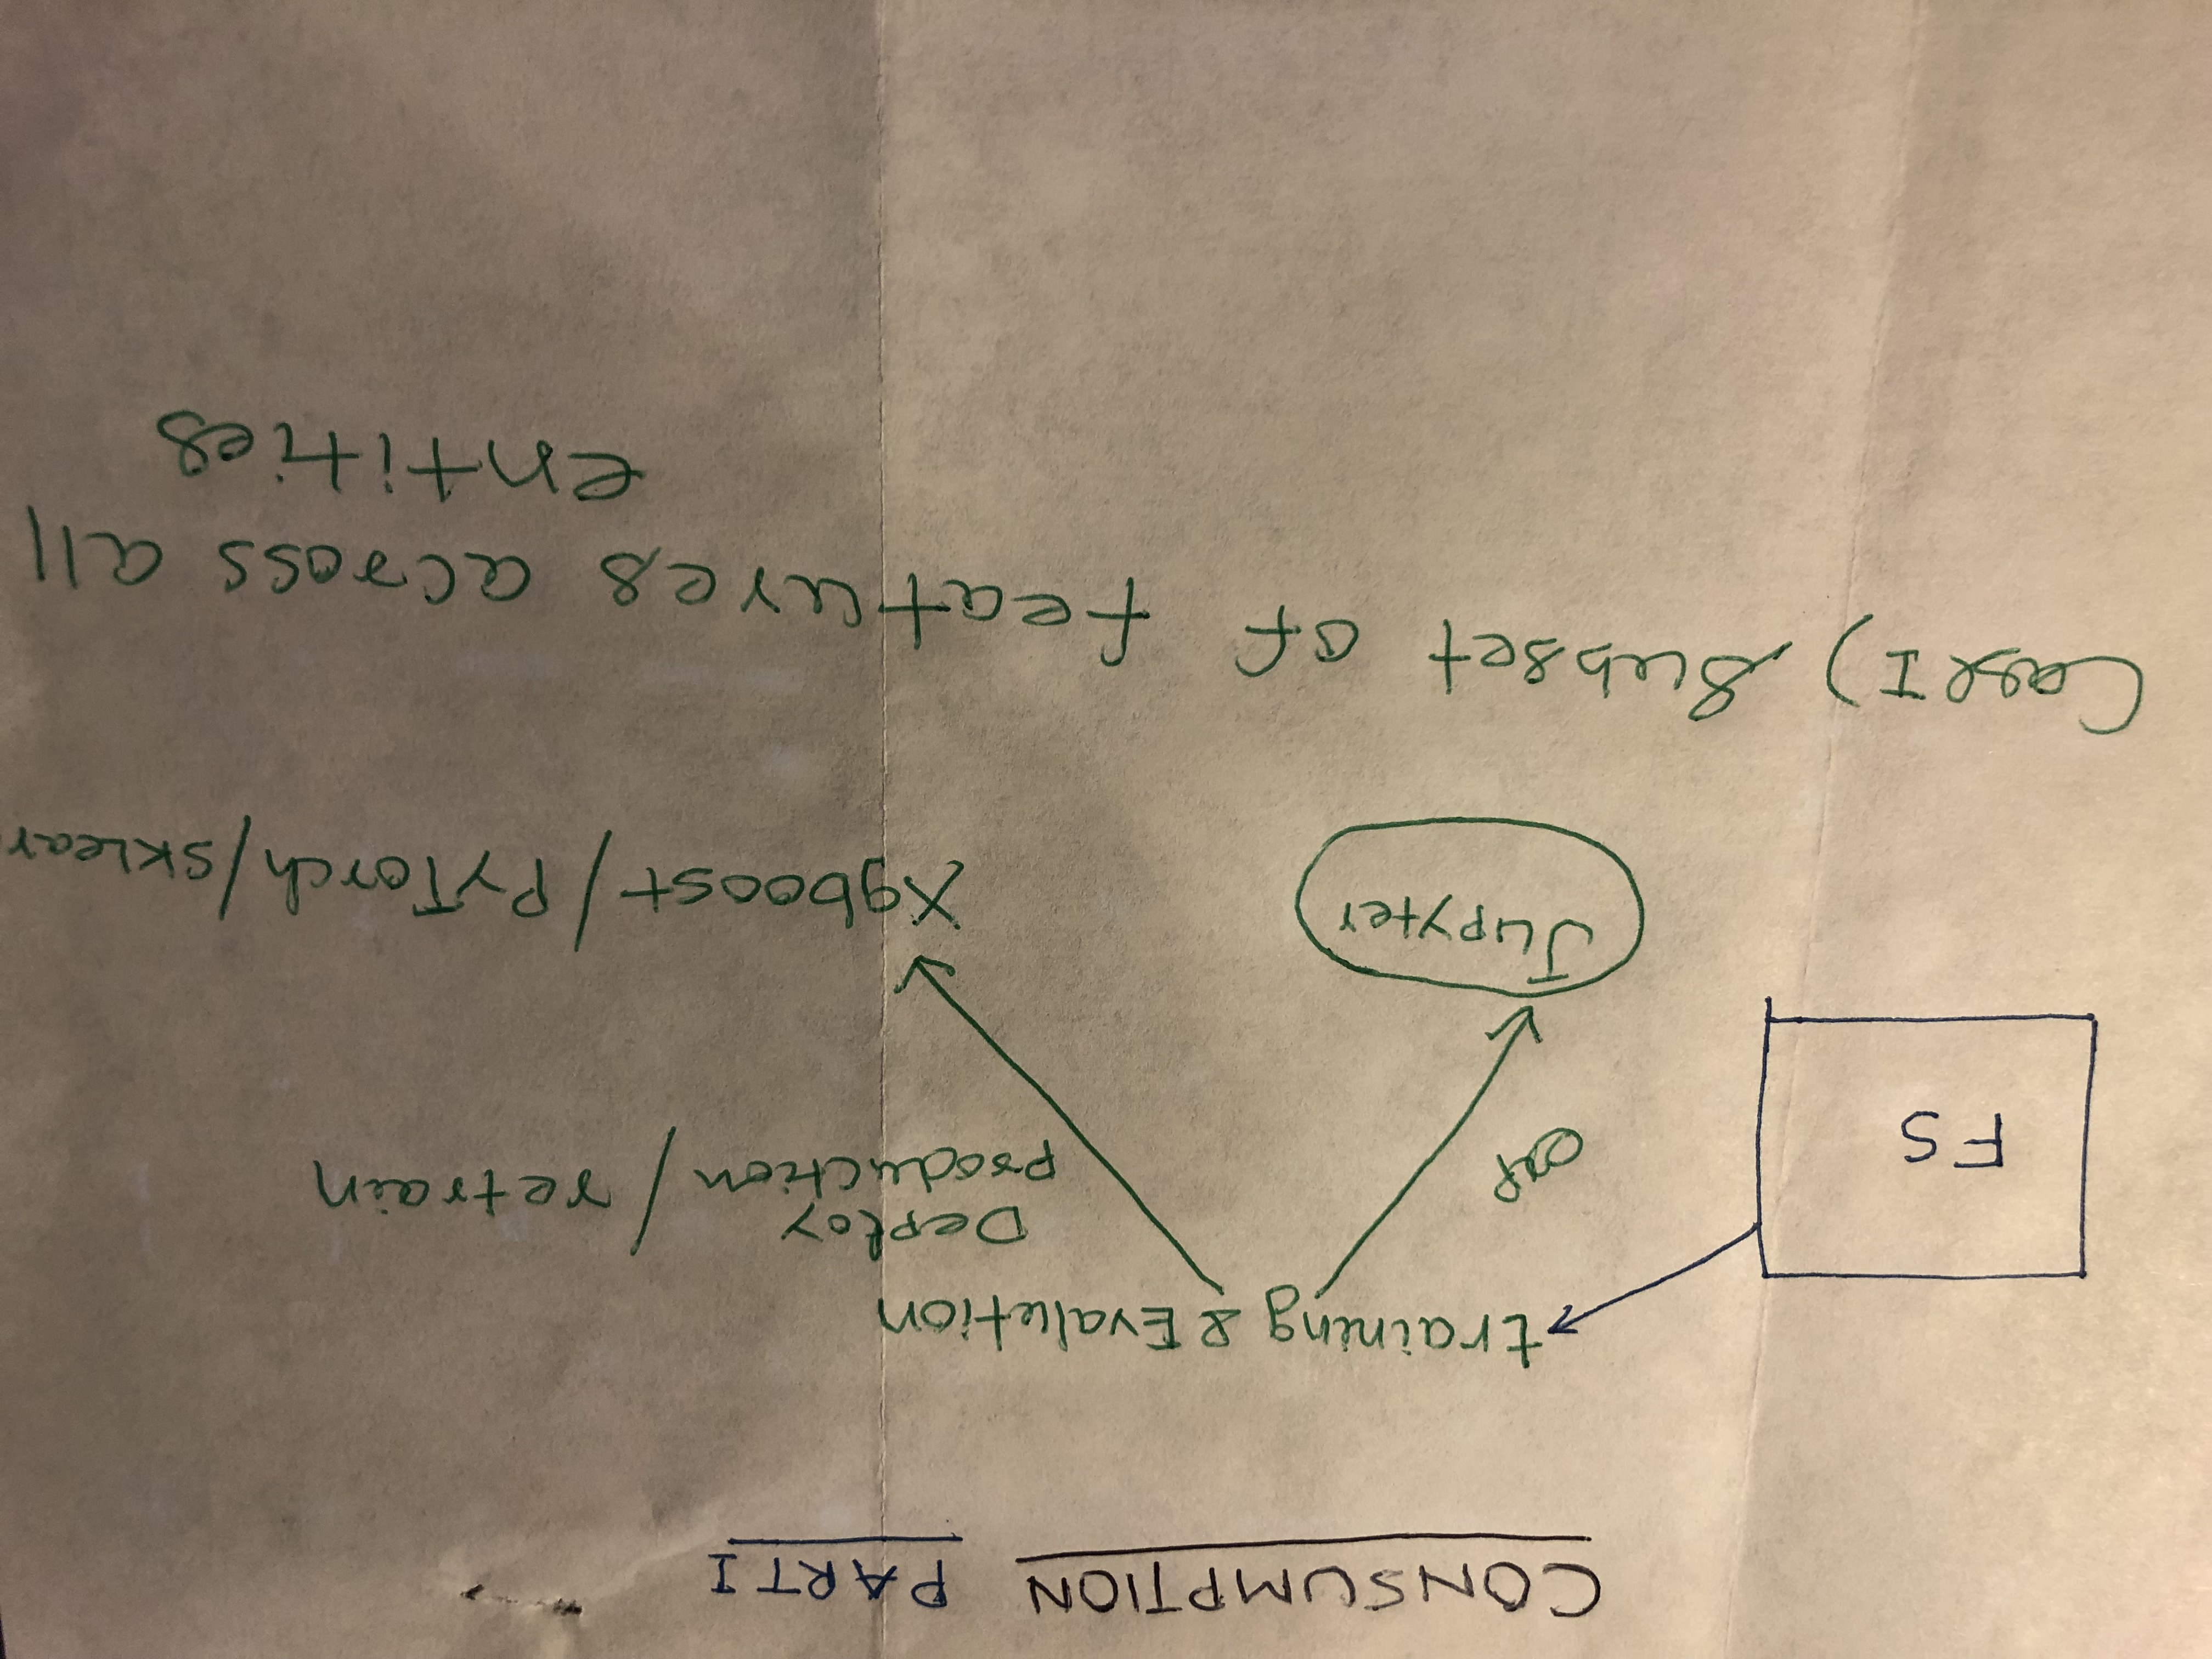 CONSUMPTION PART I
training & Evalution
Deploy
production / retrain
FS
Jupyter
Xgboost / PyTorch / SKLear
Case I) Subset of features across all
entities